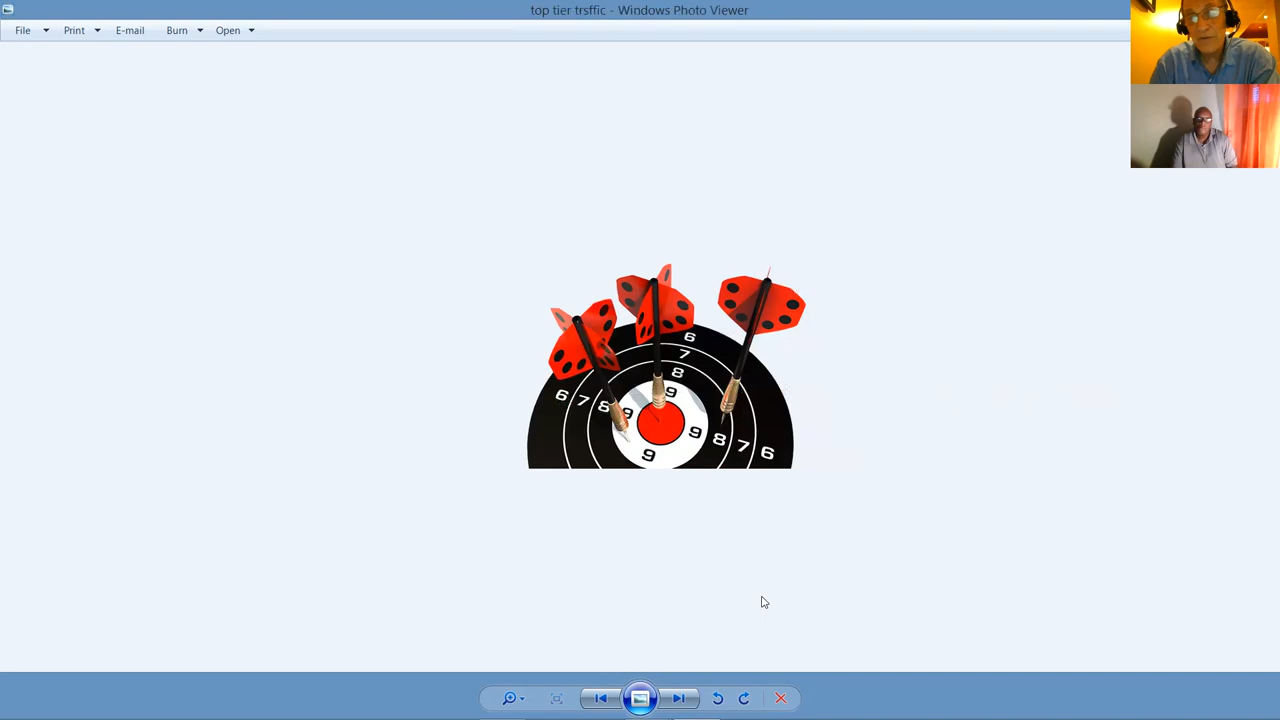 top tier trsffic - Windows Photo Viewer
File Print E-mail Burn Open
6
7
8
9
6 7 8 9
9 8 7 6
9